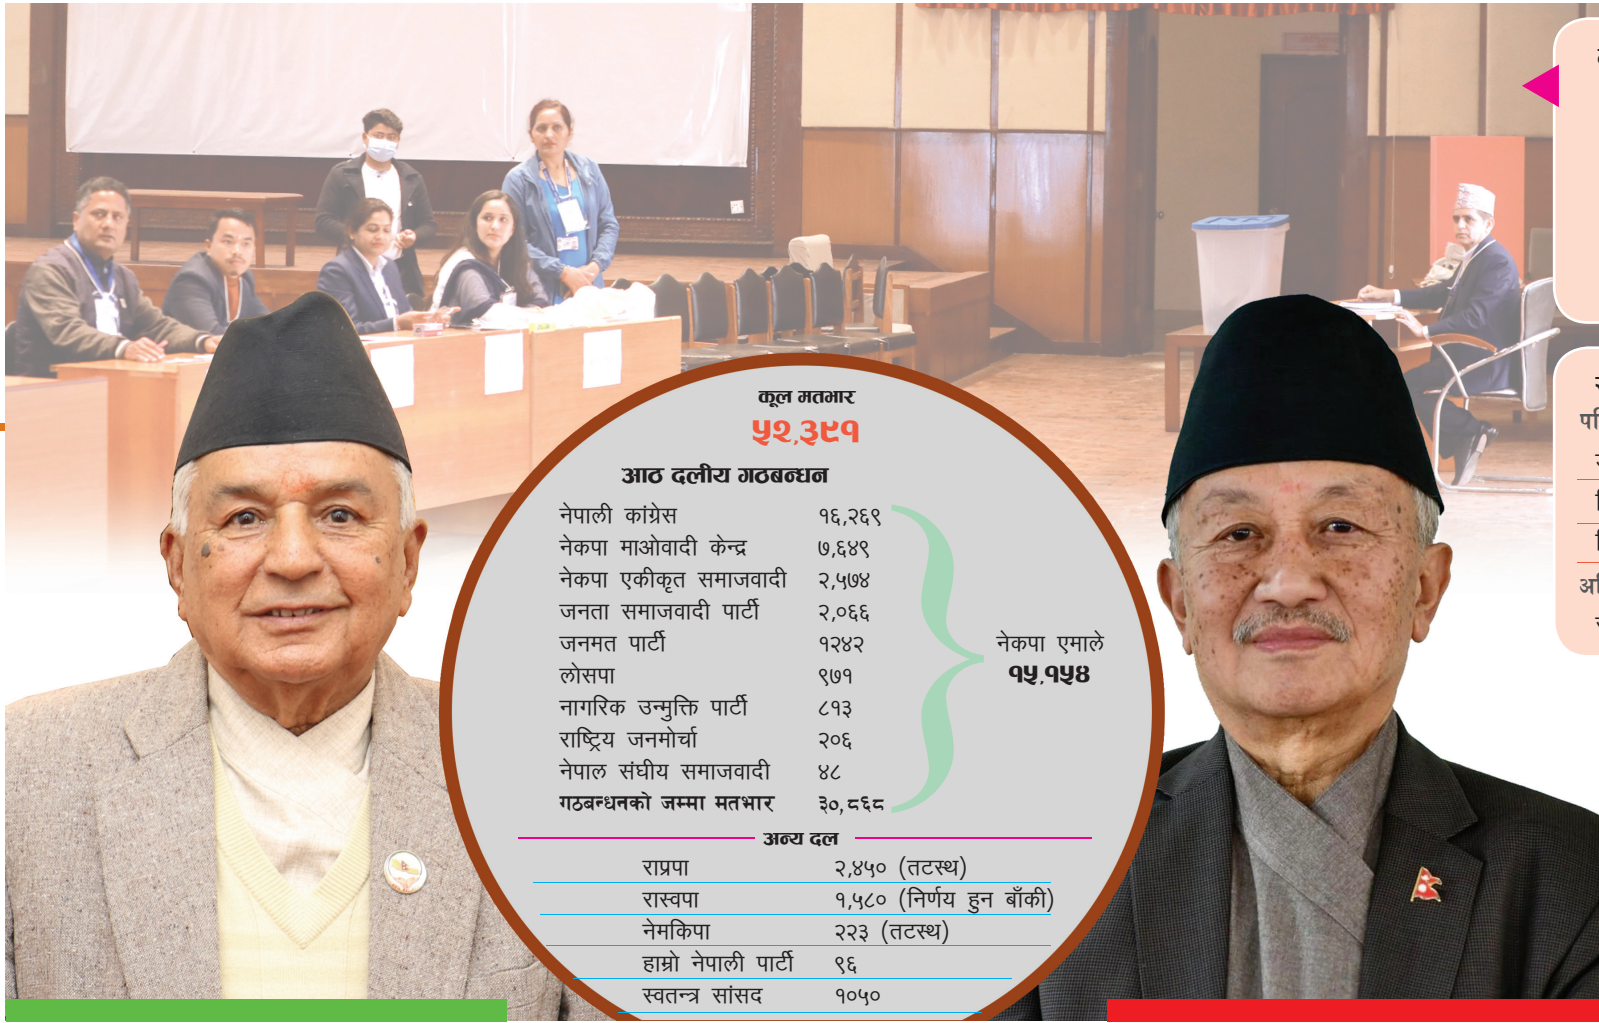 कूल मतभार
५२,३९१
आठ दलीय गठबन्धन
नेपाली कांग्रेस १६,२६९
नेकपा माओवादी केन्द्र ७,६४९
नेकपा एकीकृत समाजवादी २,५७४
जनता समाजवादी पार्टी २,०६६
जनमत पार्टी १२४२
लोसपा ९७१
नागरिक उन्मुक्ति पार्टी ८१३
राष्ट्रिय जनमोर्चा २०६
नेपाल संघीय समाजवादी ४८
गठबन्धनको जम्मा मतभार ३०,८६८
नेकपा एमाले
१५,१५४
अन्य दल
राप्रपा २,४५० (तटस्थ)
रास्वपा १,५८० (निर्णय हुन बाँकी)
नेमकिपा २२३ (तटस्थ)
हाम्रो नेपाली पार्टी ९६
स्वतन्त्र सांसद १०५०